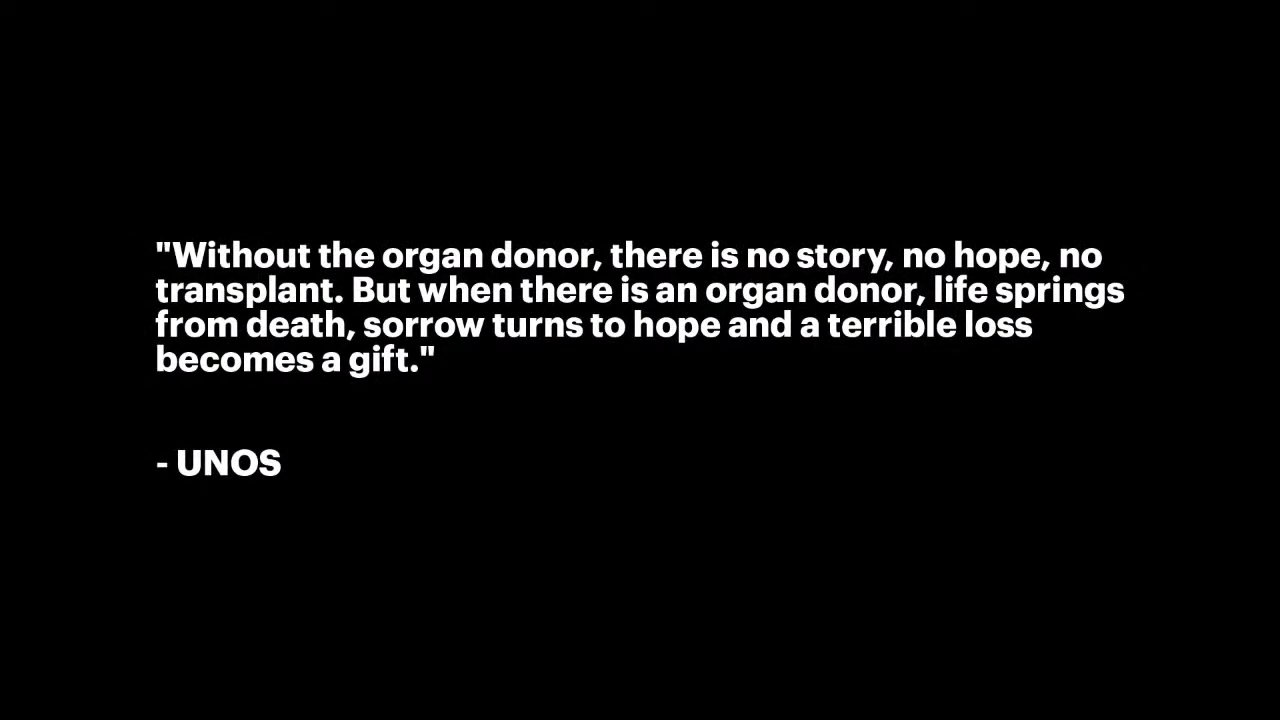 "Without the organ donor, there is no story, no hope, no
transplant. But when there is an organ donor, life springs
from death, sorrow turns to hope and a terrible loss
becomes a gift."
- UNOS